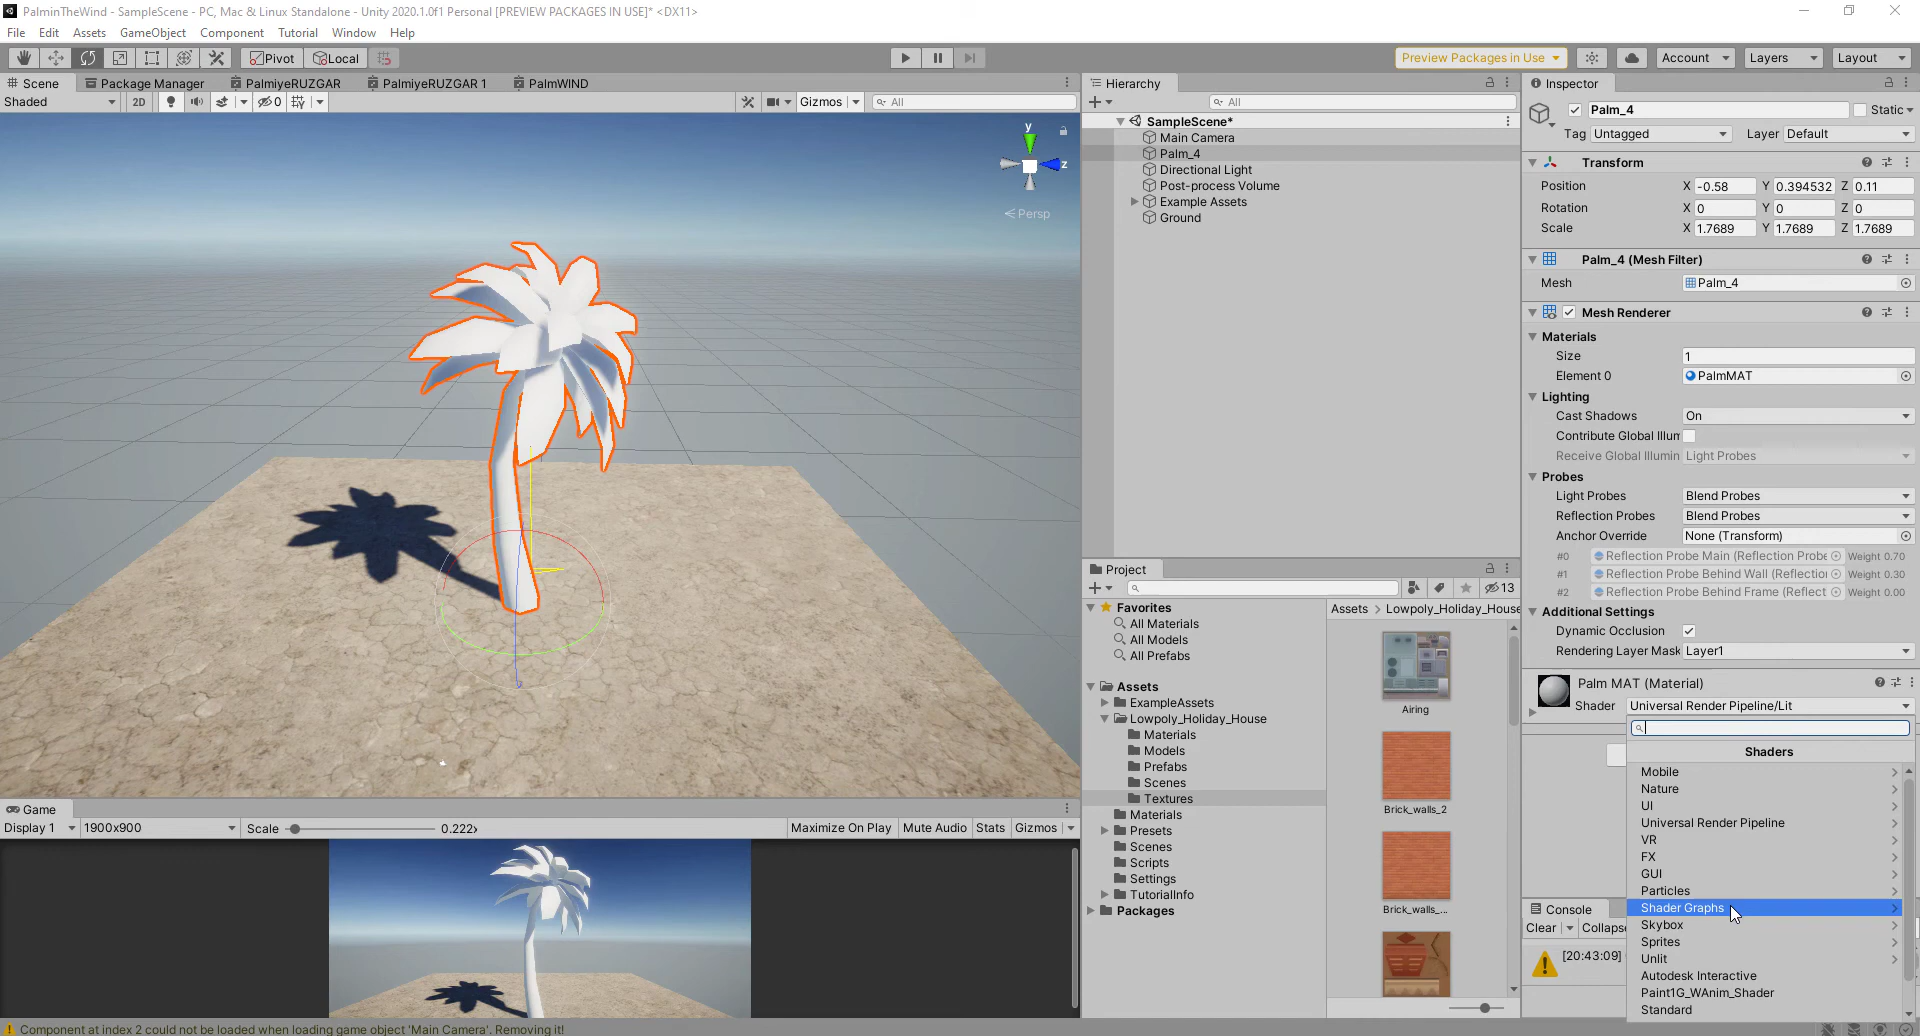 PalminTheWind - SampleScene - PC, Mac & Linux Standalone - Unity 2020.1.0f1 Personal [PREVIEW PACKAGES IN USE]* <DX11>
File Edit Assets GameObject Component Tutorial Window Help
Pivot Local Preview Packages in Use Account Layers Layout
Scene Package Manager PalmiyeRUZGAR PalmiyeRUZGAR 1 PalmWIND
Shaded 2D 0 Gizmos All
y
z
Persp
Hierarchy
All
SampleScene*
Main Camera
Palm_4
Directional Light
Post-process Volume
Example Assets
Ground
Inspector
Palm_4 Static
Tag Untagged Layer Default
Transform
Position X -0.58 Y 0.394532 Z 0.11
Rotation X 0 Y 0 Z 0
Scale X 1.7689 Y 1.7689 Z 1.7689
Palm_4 (Mesh Filter)
Mesh Palm_4
Mesh Renderer
Materials
Size 1
Element 0 PalmMAT
Lighting
Cast Shadows On
Contribute Global Illum
Receive Global Illumin Light Probes
Probes
Light Probes Blend Probes
Reflection Probes Blend Probes
Anchor Override None (Transform)
#0 Reflection Probe Main (Reflection Probe Weight 0.70
#1 Reflection Probe Behind Wall (Reflection Weight 0.30
#2 Reflection Probe Behind Frame (Reflect Weight 0.00
Additional Settings
Dynamic Occlusion
Rendering Layer Mask Layer1
Palm MAT (Material)
Shader Universal Render Pipeline/Lit
Shaders
Mobile
Nature
UI
Universal Render Pipeline
VR
FX
GUI
Particles
Shader Graphs
Skybox
Sprites
Unlit
Autodesk Interactive
Paint1G_WAnim_Shader
Standard
Console
Clear Collapse
[20:43:09]
Project
13
Favorites
All Materials
All Models
All Prefabs
Assets
ExampleAssets
Lowpoly_Holiday_House
Materials
Models
Prefabs
Scenes
Textures
Materials
Presets
Scenes
Scripts
Settings
TutorialInfo
Packages
Assets > Lowpoly_Holiday_House
Airing
Brick_walls_2
Brick_walls_...
Game
Display 1 1900x900 Scale 0.222x Maximize On Play Mute Audio Stats Gizmos
Component at index 2 could not be loaded when loading game object 'Main Camera'. Removing it!